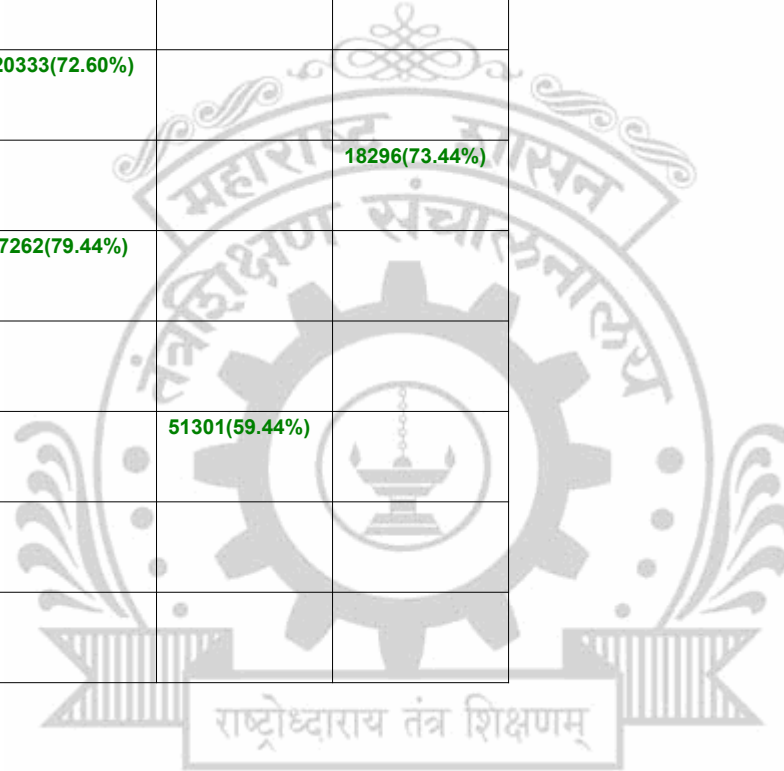 20333(72.60%)
महाराष्ट्र शासन
18296(73.44%)
तंत्रशिक्षण संचालनालय
7262(79.44%)
51301(59.44%)
राष्ट्रोध्दाराय तंत्र शिक्षणम्